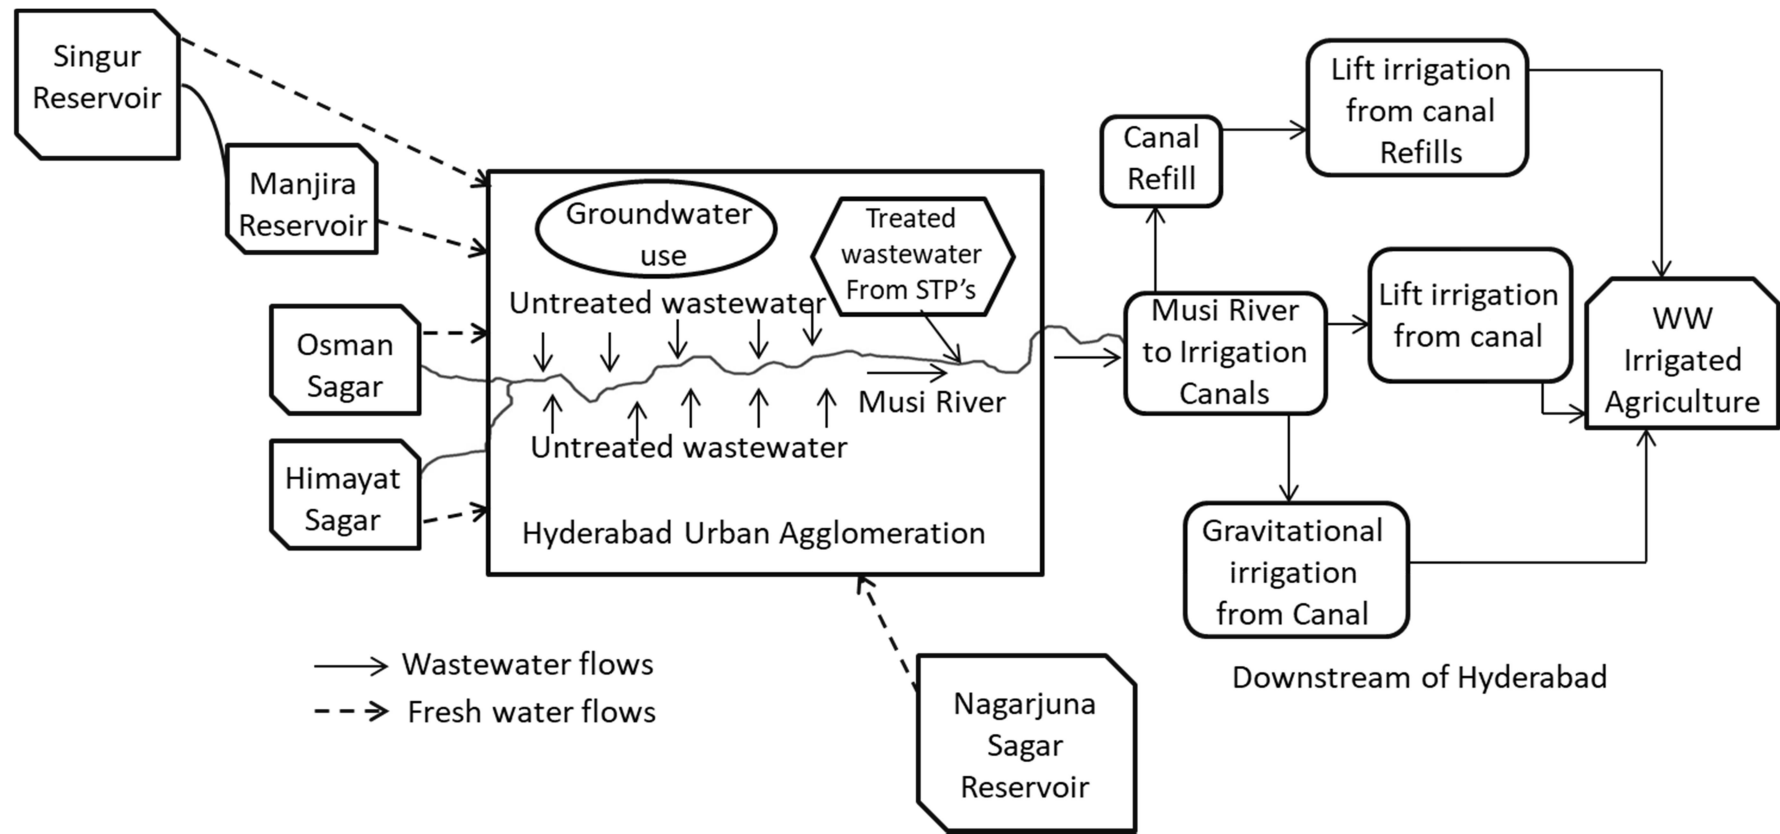 Singur
Reservoir
Manjira
Reservoir
Osman
Sagar
Himayat
Sagar
Groundwater
use
Treated
wastewater
From STP's
Untreated wastewater
Musi River
Untreated wastewater
Hyderabad Urban Agglomeration
Canal
Refill
Lift irrigation
from canal
Refills
Musi River
to Irrigation
Canals
Lift irrigation
from canal
WW
Irrigated
Agriculture
Gravitational
irrigation
from Canal
Downstream of Hyderabad
Nagarjuna
Sagar
Reservoir
Wastewater flows
Fresh water flows